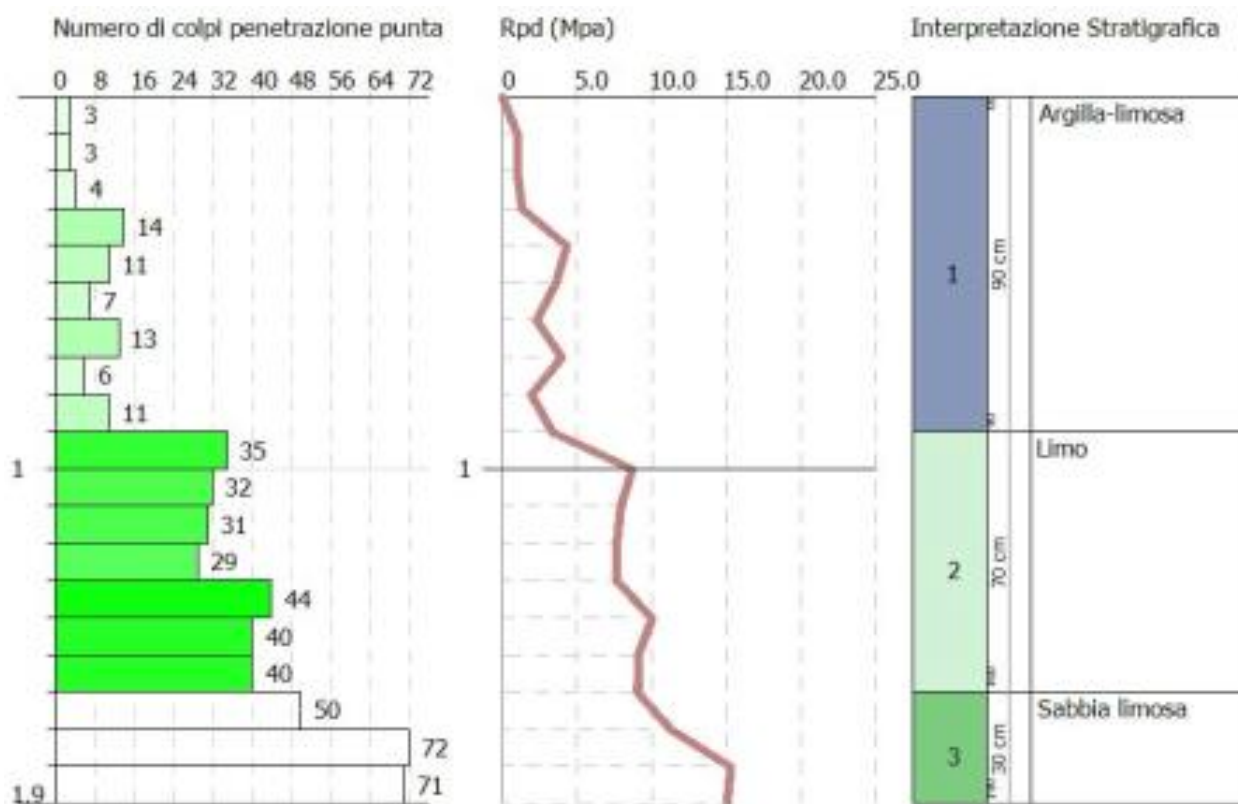 Numero di colpi penetrazione punta
0 8 16 24 32 40 48 56 64 72
3
3
4
14
11
7
13
6
11
35
1
32
31
29
44
40
40
50
72
71
1.9
Rpd (Mpa)
0 5.0 10.0 15.0 20.0 25.0
1
Interpretazione Stratigrafica
1
90 cm
Argilla-limosa
2
70 cm
Limo
3
30 cm
Sabbia limosa